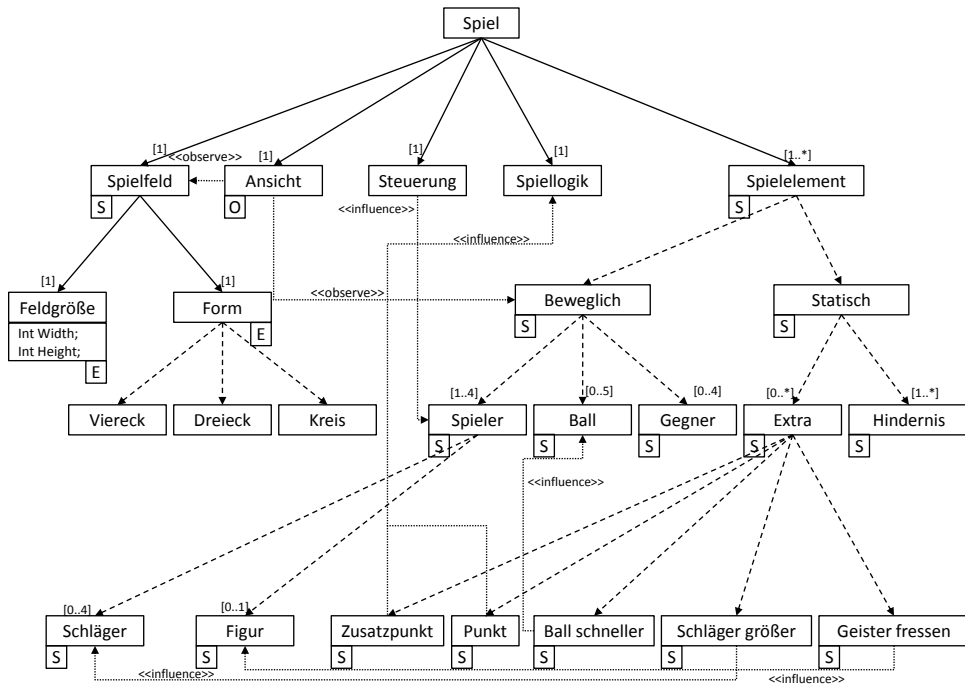 Spiel
[1]
<<observe>>
[1]
[1]
[1]
[1..*]
Spielfeld
Ansicht
Steuerung
Spiellogik
Spielelement
S
O
<<influence>>
S
<<influence>>
[1]
[1]
Feldgröße
Form
<<observe>>
Beweglich
Statisch
Int Width;
Int Height;
E
E
S
S
[1..4]
[0..5]
[0..4]
[0..*]
[1..*]
Viereck
Dreieck
Kreis
Spieler
Ball
Gegner
Extra
Hindernis
S
S
S
S
S
<<influence>>
[0..4]
[0..1]
Schläger
Figur
Zusatzpunkt
Punkt
Ball schneller
Schläger größer
Geister fressen
S
S
S
S
S
S
S
<<influence>>
<<influence>>